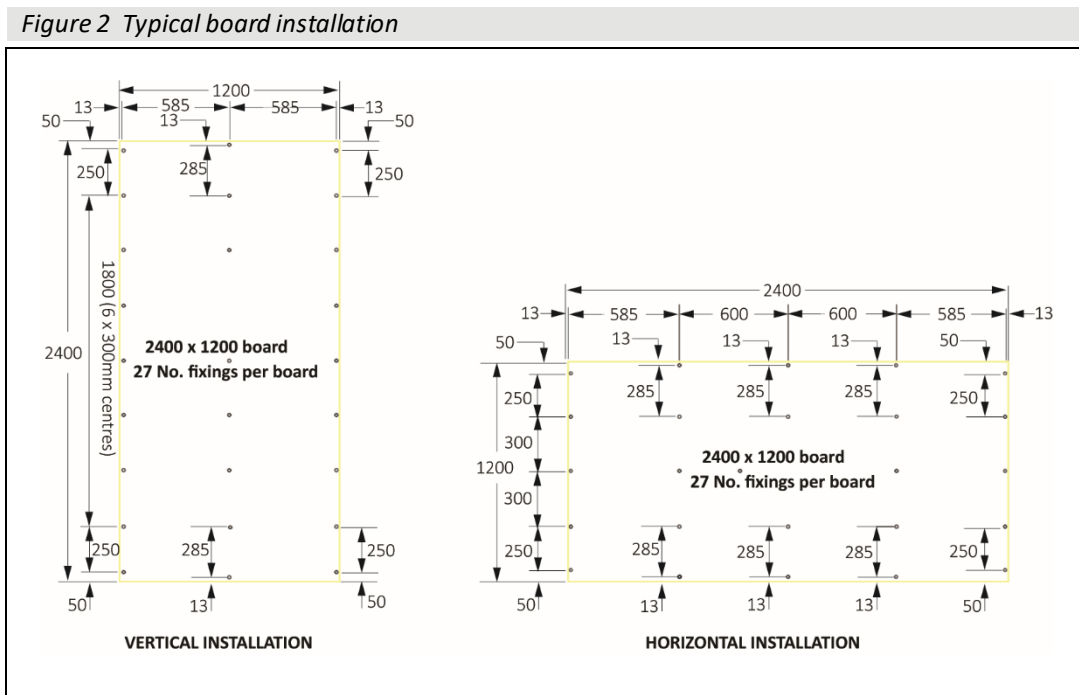 Figure 2 Typical board installation
1200
13 585 585 13
50 13 50
250 285 250
1800 (6 x 300mm centres)
2400
2400 x 1200 board
27 No. fixings per board
250 285 250
50 13 50
VERTICAL INSTALLATION
2400
13 585 600 600 585 13
50 13 13 13 50
250 285 285 285 250
300
1200
2400 x 1200 board
27 No. fixings per board
300
250 285 285 285 250
50 13 13 13 50
HORIZONTAL INSTALLATION